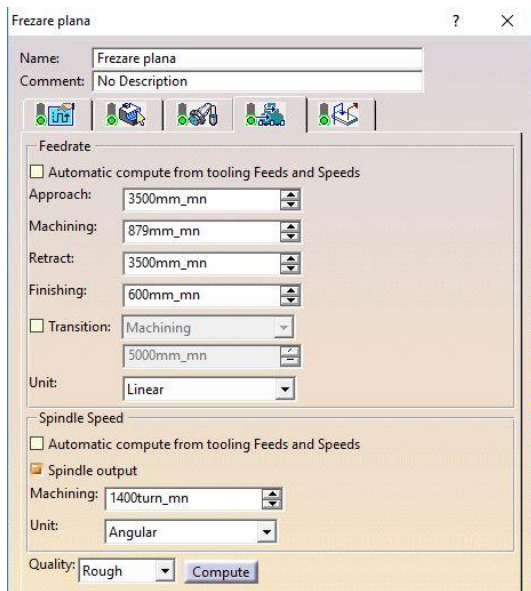 Frezare plana ? ×
Name: Frezare plana
Comment: No Description
Feedrate
Automatic compute from tooling Feeds and Speeds
Approach: 3500mm_mn
Machining: 879mm_mn
Retract: 3500mm_mn
Finishing: 600mm_mn
Transition: Machining
5000mm_mn
Unit: Linear
Spindle Speed
Automatic compute from tooling Feeds and Speeds
Spindle output
Machining: 1400turn_mn
Unit: Angular
Quality: Rough Compute